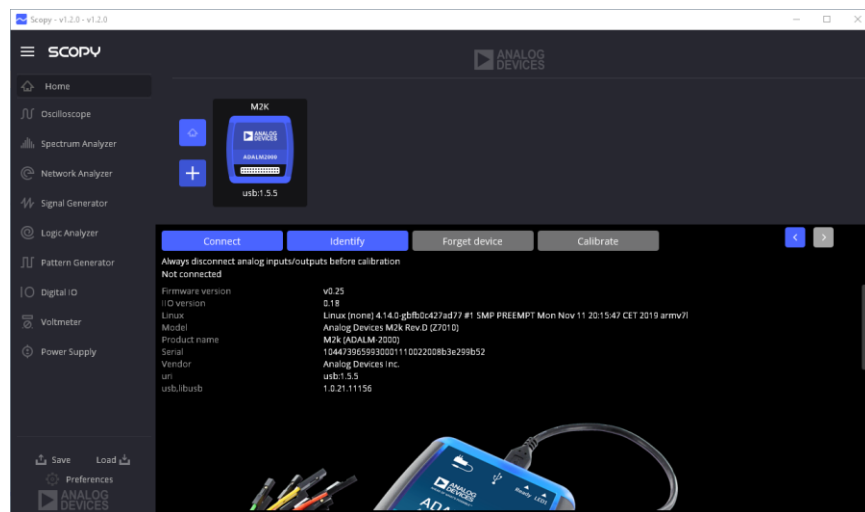 Scopy - v1.2.0 - v1.2.0
SCOPY
ANALOG
DEVICES
Home
Oscilloscope
Spectrum Analyzer
Network Analyzer
Signal Generator
Logic Analyzer
Pattern Generator
Digital IO
Voltmeter
Power Supply
Save Load
Preferences
ANALOG
DEVICES
M2K
ANALOG
DEVICES
ADALM2000
usb:1.5.5
Connect Identify Forget device Calibrate
Always disconnect analog inputs/outputs before calibration
Not connected
Firmware version v0.25
IIO version 0.18
Linux Linux (none) 4.14.0-gbfb0c427ad77 #1 SMP PREEMPT Mon Nov 11 20:15:47 CET 2019 armv7l
Model Analog Devices M2k Rev.D (Z7010)
Product name M2k (ADALM-2000)
Serial 104473965993000111002200​8b3e299b52
Vendor Analog Devices Inc.
uri usb:1.5.5
usb,libusb 1.0.21.11156
ANALOG
DEVICES
Ready LED1
ADA